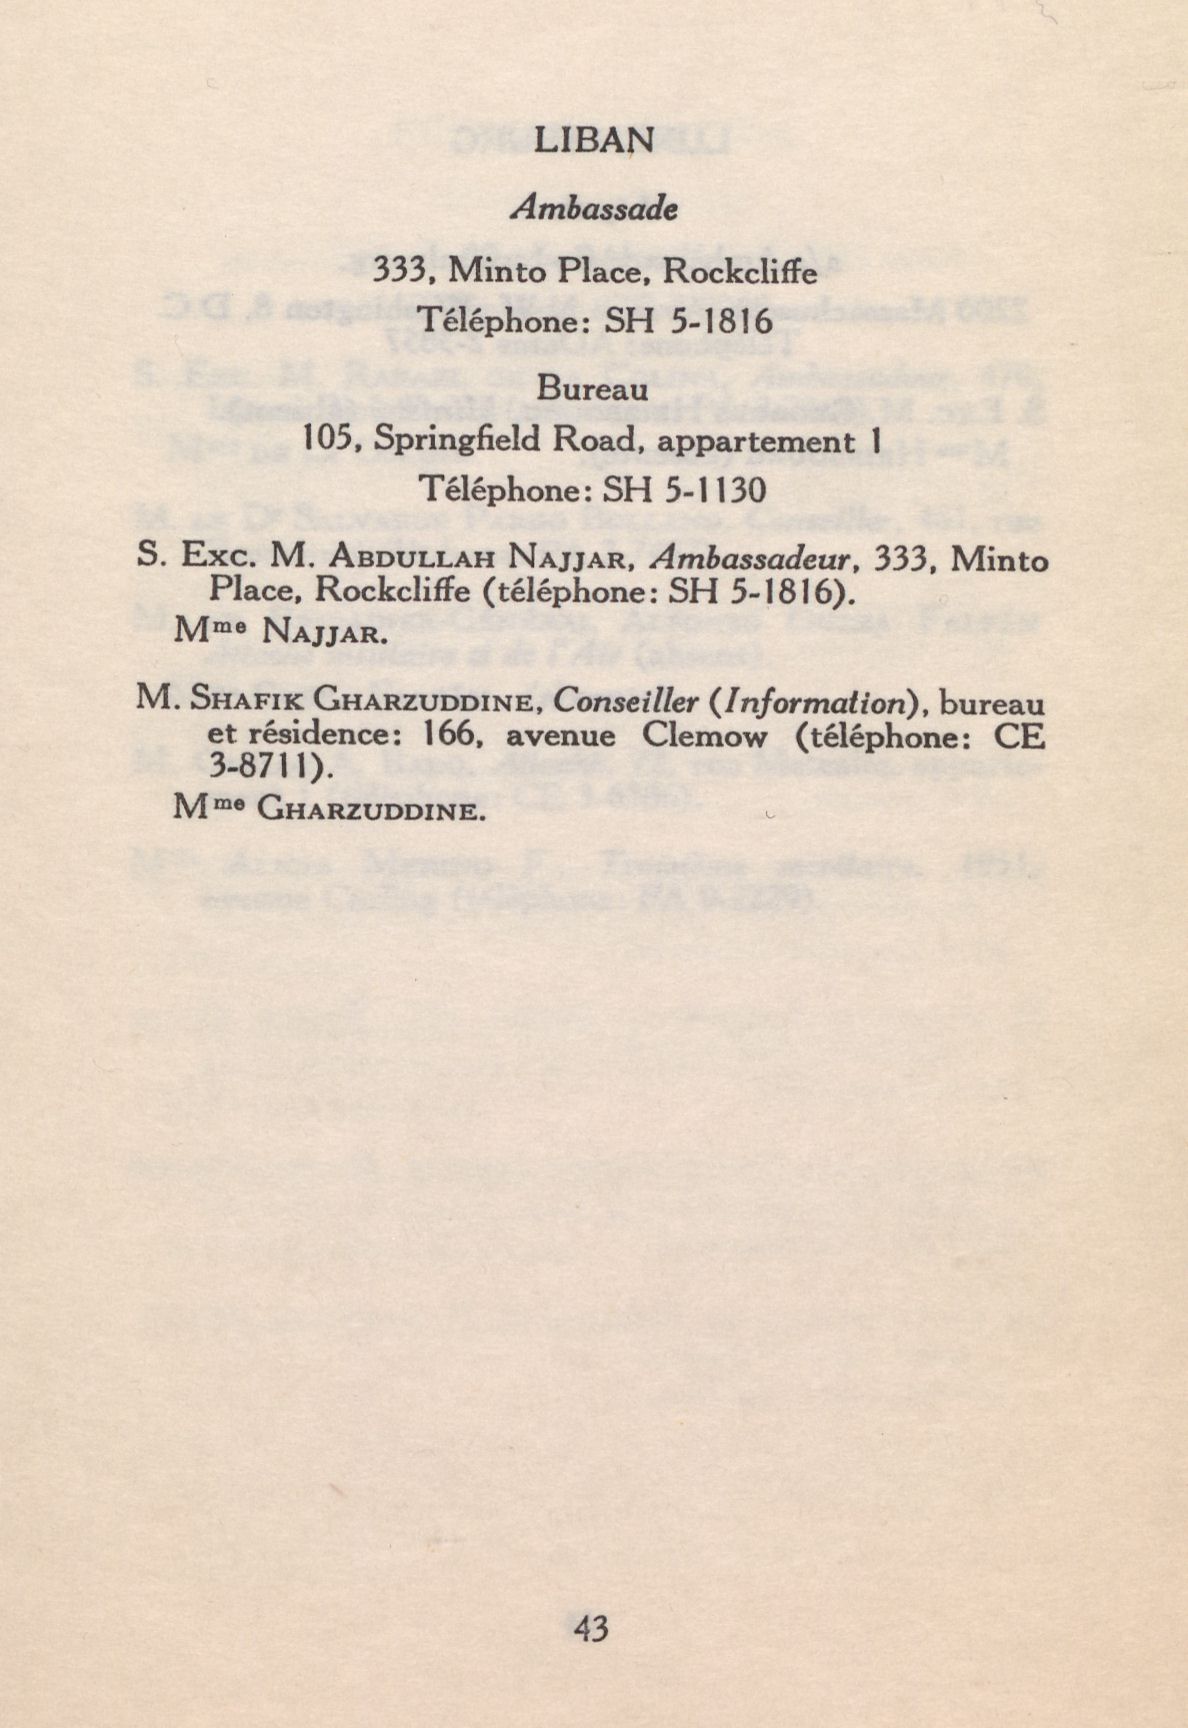 LIBAN
Ambassade
333, Minto Place, Rockcliffe
Téléphone: SH 5-1816
Bureau
105, Springfield Road, appartement 1
Téléphone: SH 5-1130
S. Exc. M. Abdullah Najjar, Ambassadeur, 333, Minto
Place, Rockcliffe (téléphone: SH 5-1816).
Mme Najjar.
M. Shafik Gharzuddine, Conseiller (Information), bureau
et résidence: 166, avenue Clemow (téléphone: CE
3-8711).
Mme Gharzuddine.
43